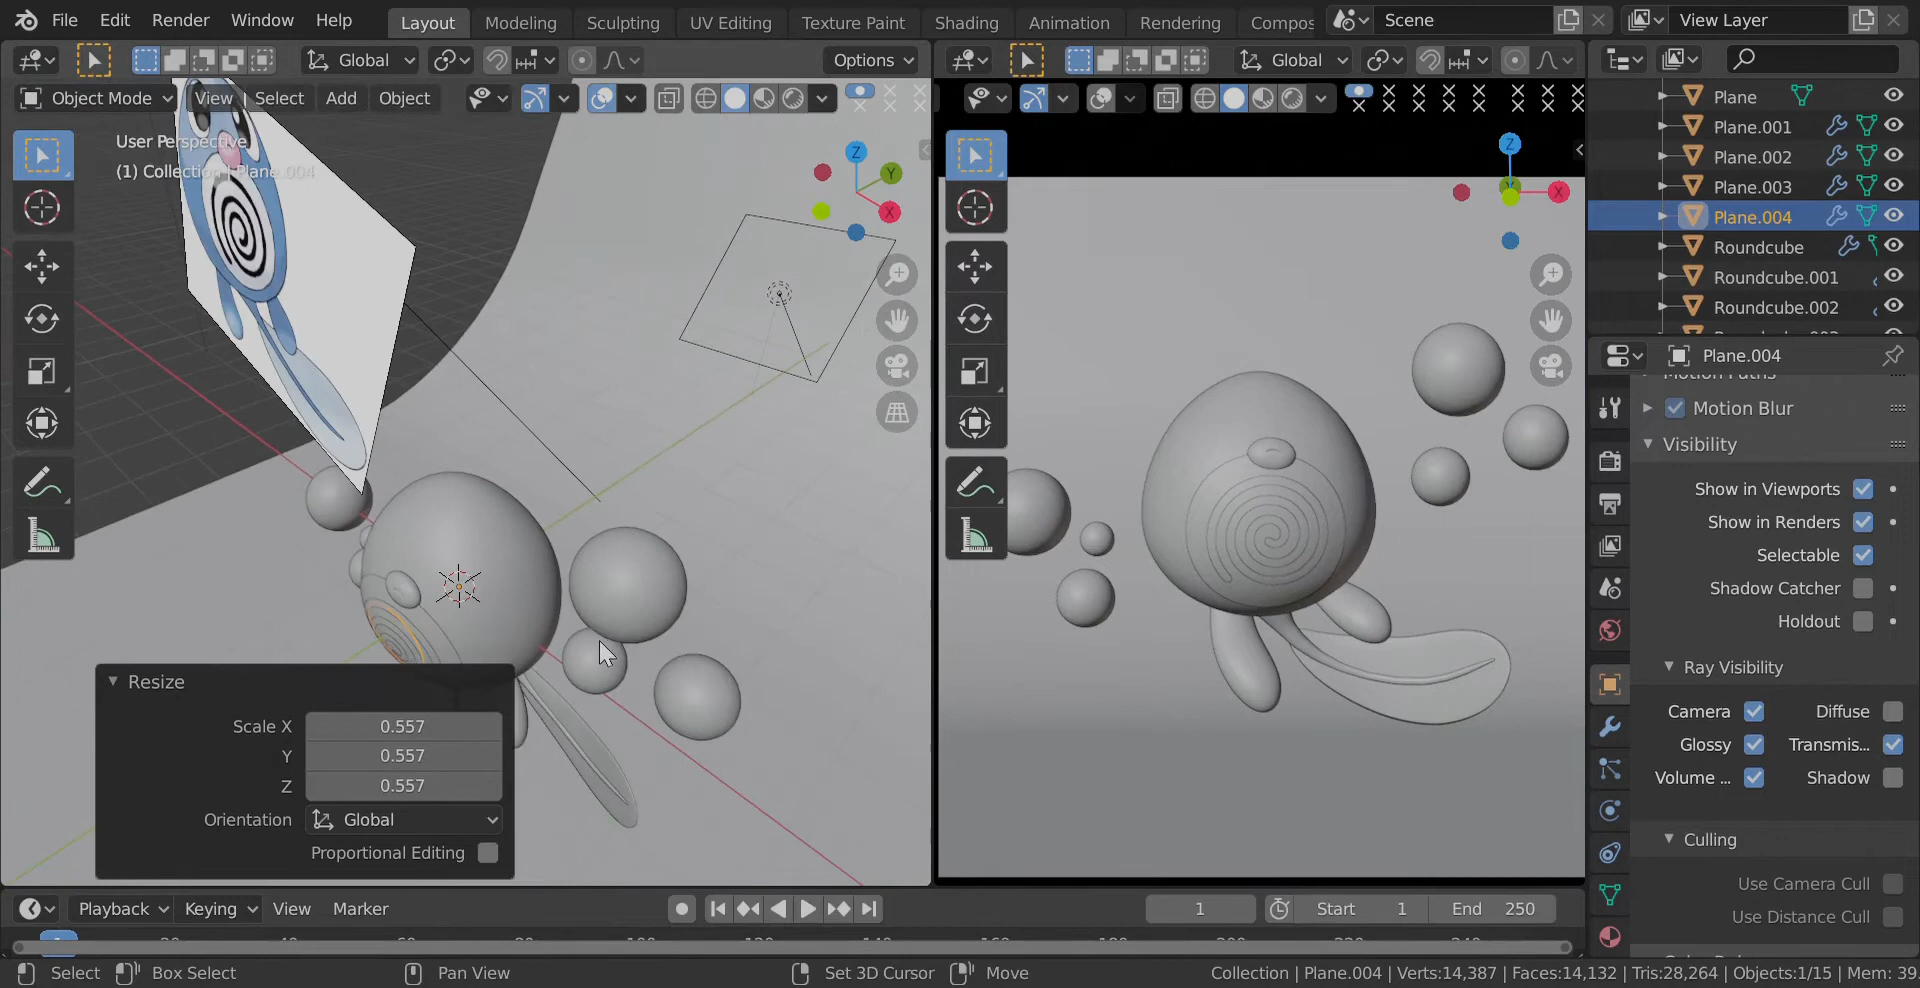 File Edit Render Window Help Layout Modeling Sculpting UV Editing Texture Paint Shading Animation Rendering Compos Scene View Layer
Global Options Global
Object Mode View Select Add Object
User Perspective
(1) Collection | Plane.004
Z Y X
Z Y X
Plane
Plane.001
Plane.002
Plane.003
Plane.004
Roundcube
Roundcube.001
Roundcube.002
Plane.004
Motion Paths
Motion Blur
Visibility
Show in Viewports
Show in Renders
Selectable
Shadow Catcher
Holdout
Ray Visibility
Camera Diffuse
Glossy Transmis...
Volume ... Shadow
Culling
Use Camera Cull
Use Distance Cull
Resize
Scale X 0.557
Y 0.557
Z 0.557
Orientation Global
Proportional Editing
Playback Keying View Marker 1 Start 1 End 250
Select Box Select Pan View Set 3D Cursor Move Collection | Plane.004 | Verts:14,387 | Faces:14,132 | Tris:28,264 | Objects:1/15 | Mem: 39.